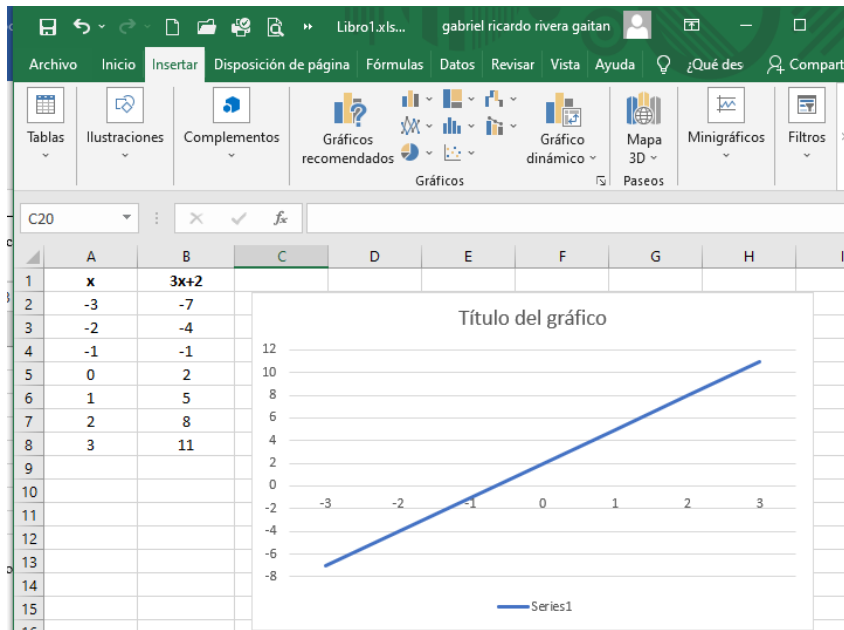 Libro1.xls... gabriel ricardo rivera gaitan
Archivo Inicio Insertar Disposición de página Fórmulas Datos Revisar Vista Ayuda ¿Qué des Compart
Tablas Ilustraciones Complementos Gráficos recomendados Gráfico dinámico Mapa 3D Minigráficos Filtros
Gráficos Paseos
C20 fx
A B C D E F G H
1 x 3x+2
2 -3 -7
3 -2 -4
4 -1 -1
5 0 2
6 1 5
7 2 8
8 3 11
9
10
11
12
13
14
15
Título del gráfico
12
10
8
6
4
2
0
-2
-4
-6
-8
-3 -2 -1 0 1 2 3
Series1